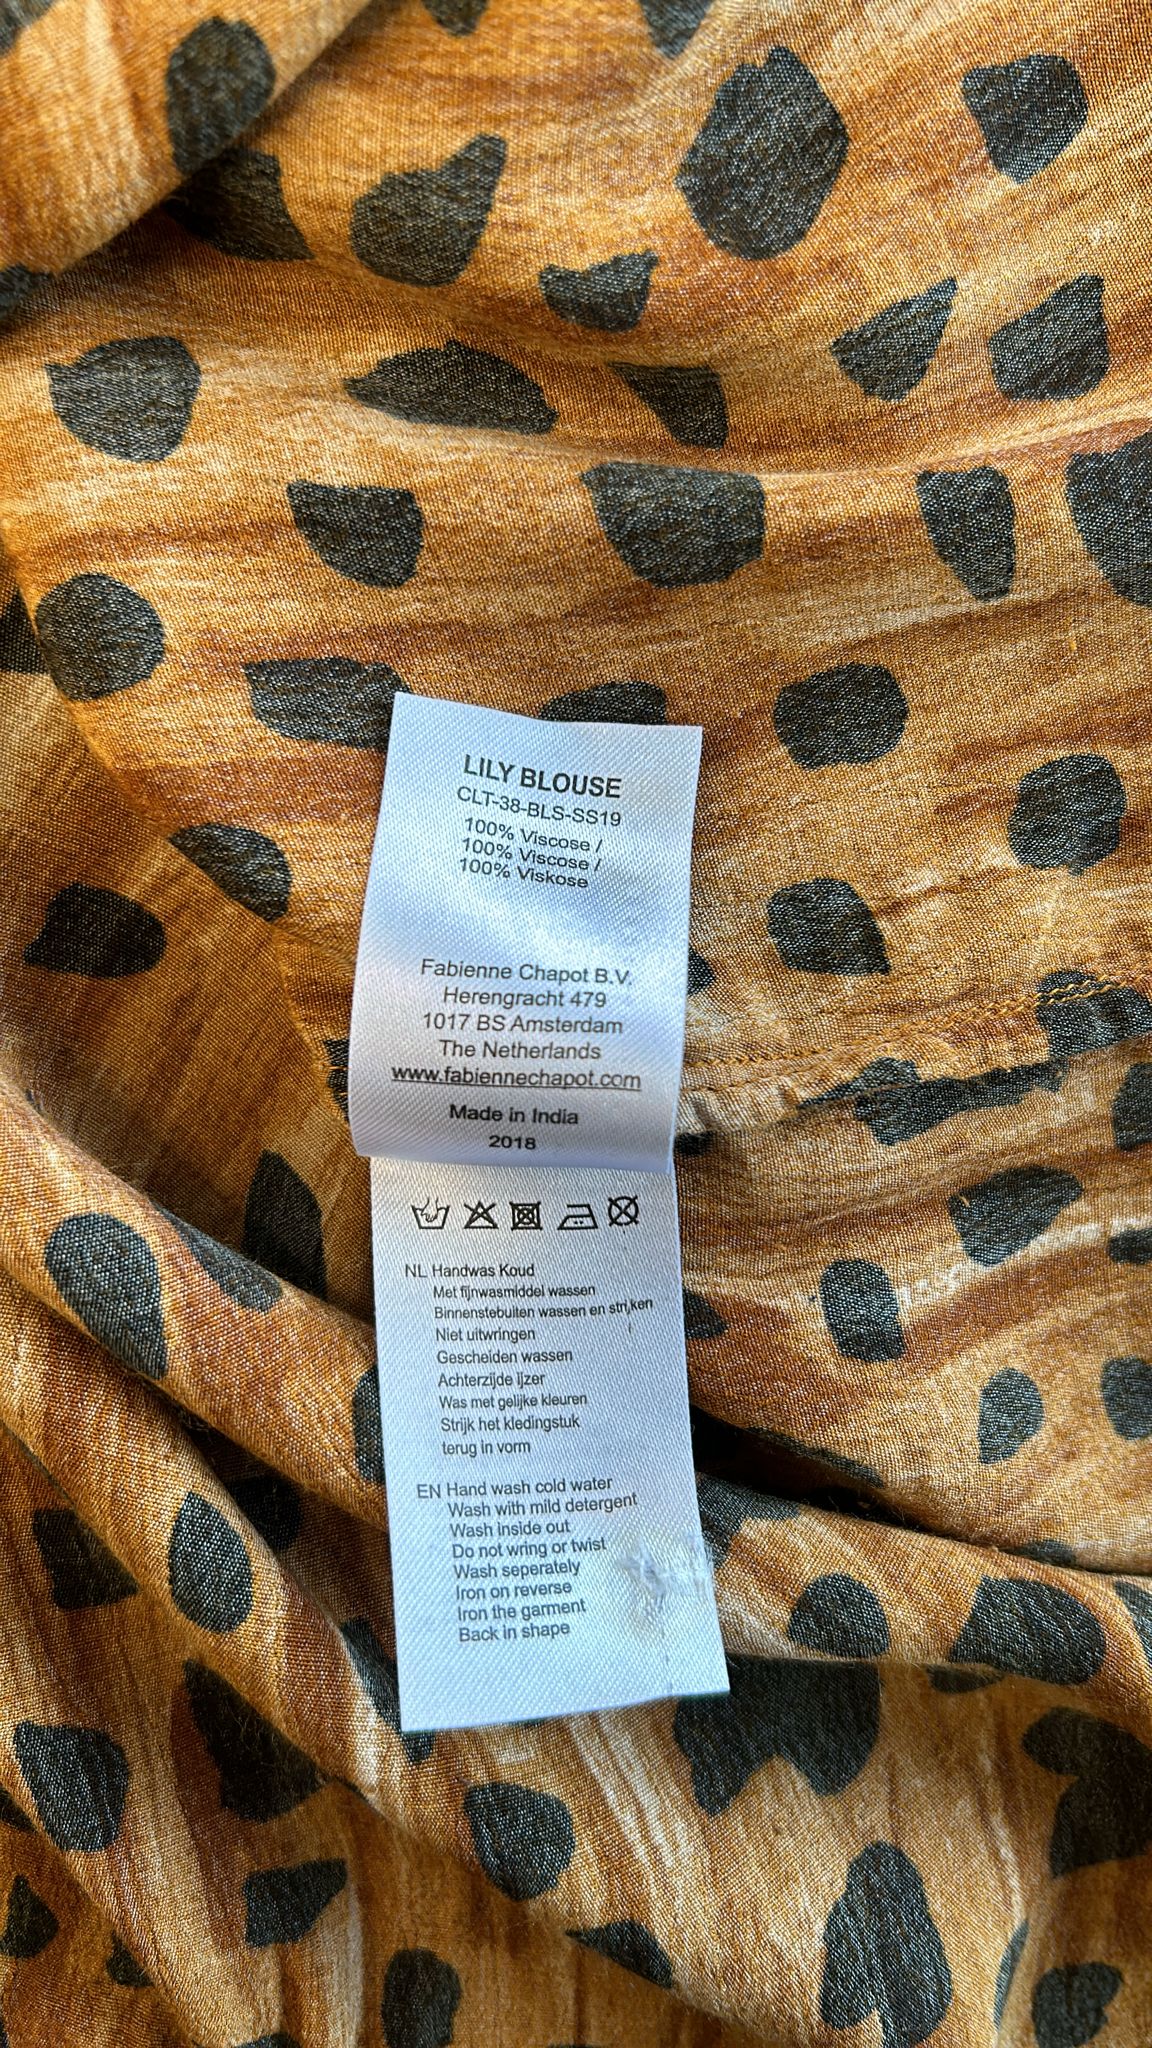 LILY BLOUSE
CLT-38-BLS-SS19
100% Viscose /
100% Viscose /
100% Viskose
Fabienne Chapot B.V.
Herengracht 479
1017 BS Amsterdam
The Netherlands
www.fabiennechapot.com
Made in India
2018
NL Handwas Koud
Met fijnwasmiddel wassen
Binnenstebuiten wassen en strijken
Niet uitwringen
Gescheiden wassen
Achterzijde ijzer
Was met gelijke kleuren
Strijk het kledingstuk
terug in vorm
EN Hand wash cold water
Wash with mild detergent
Wash inside out
Do not wring or twist
Wash seperately
Iron on reverse
Iron the garment
Back in shape